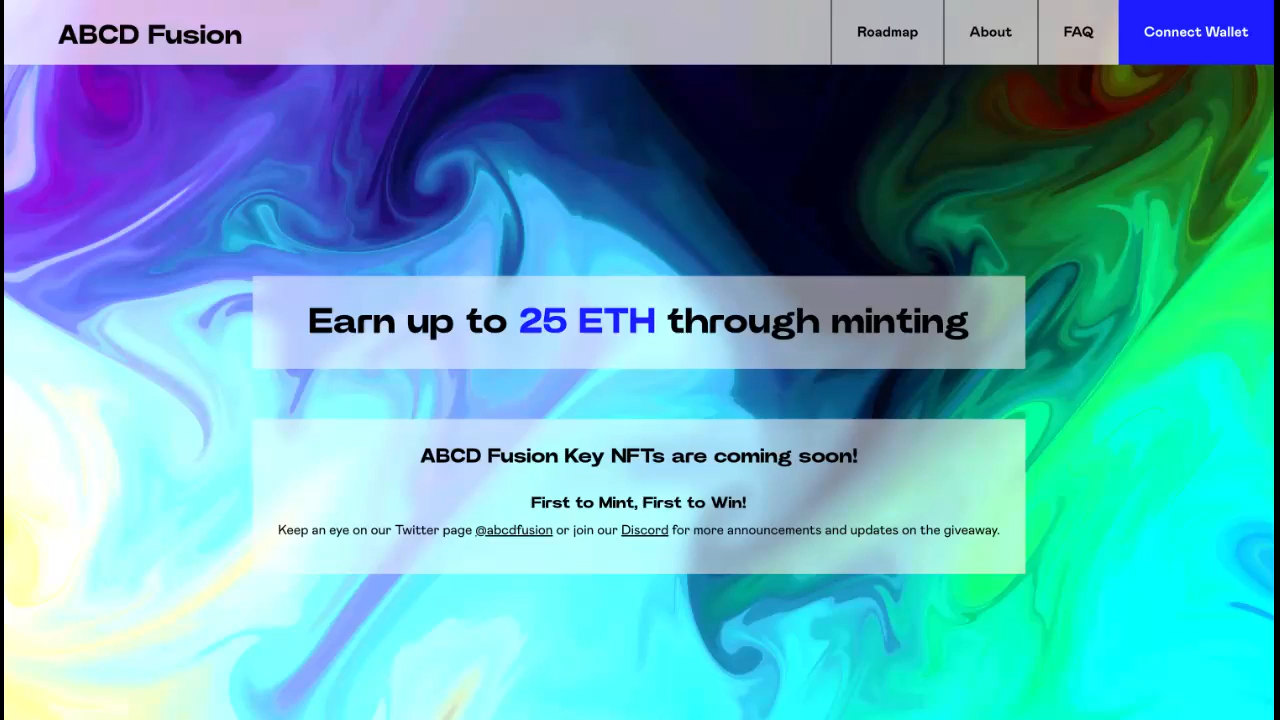 ABCD Fusion
Roadmap
About
FAQ
Connect Wallet
Earn up to 25 ETH through minting
ABCD Fusion Key NFTs are coming soon!
First to Mint, First to Win!
Keep an eye on our Twitter page @abcdfusion or join our Discord for more announcements and updates on the giveaway.